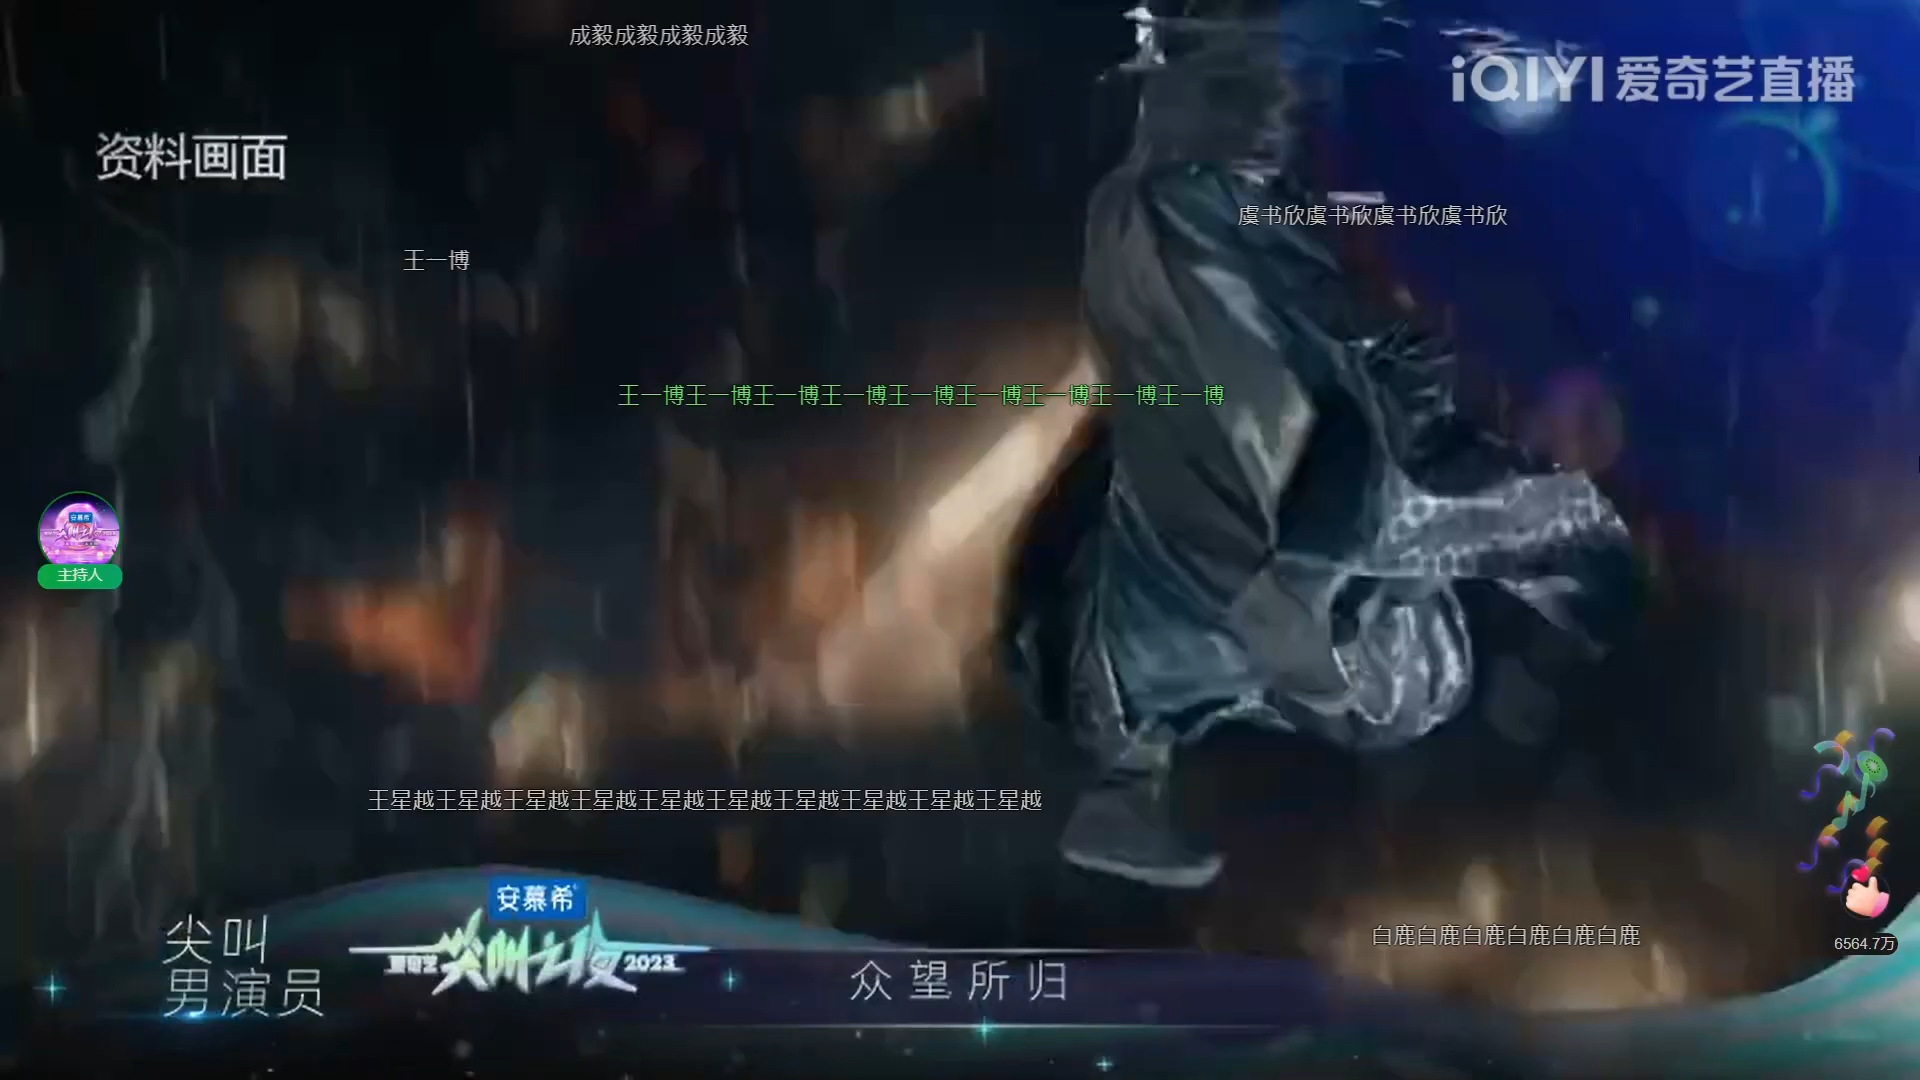 成毅成毅成毅成毅
iQIYI 爱奇艺直播
资料画面
虞书欣虞书欣虞书欣虞书欣
王一博
王一博王一博王一博王一博王一博王一博王一博王一博王一博
主持人
王星越王星越王星越王星越王星越王星越王星越王星越王星越王星越
安慕希
爱奇艺 尖叫之夜 2023
尖叫
男演员
众望所归
白鹿白鹿白鹿白鹿白鹿白鹿
6564.7万